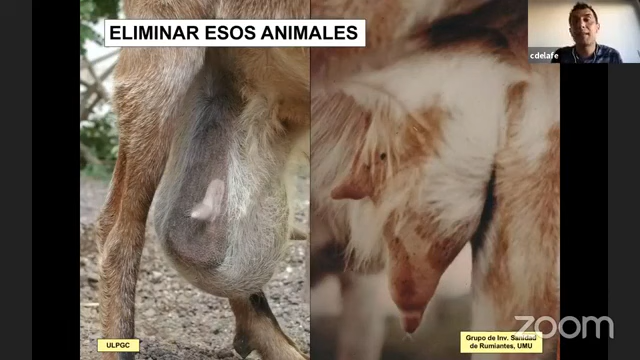 ELIMINAR ESOS ANIMALES
cdelafe
ULPGC
Grupo de Inv. Sanidad
de Rumiantes, UMU
zoom